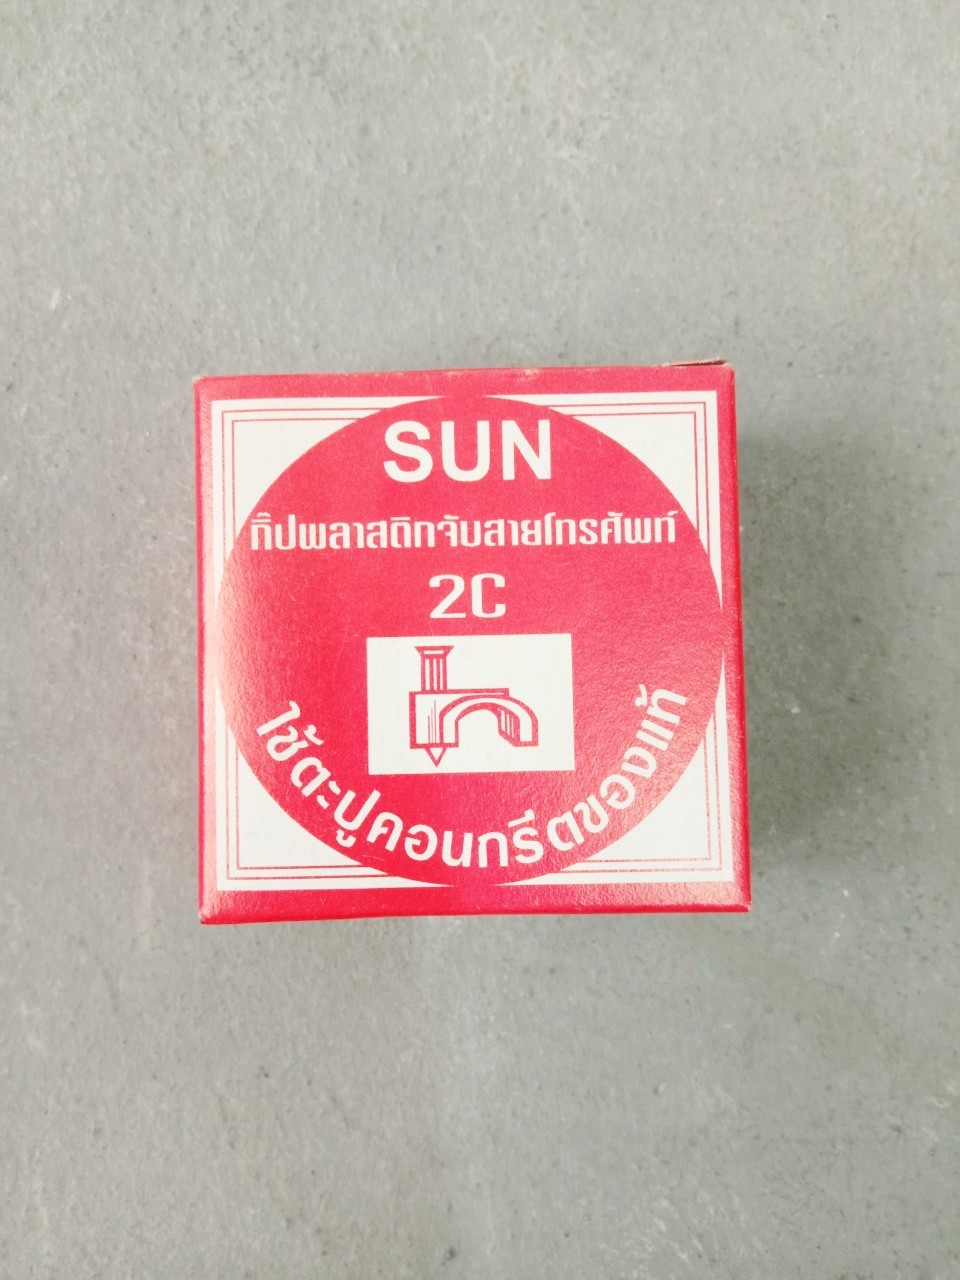 SUN
กิ๊ปพลาสติกจับสายโทรศัพท์
2C
ใช้ตะปูคอนกรีตของแท้